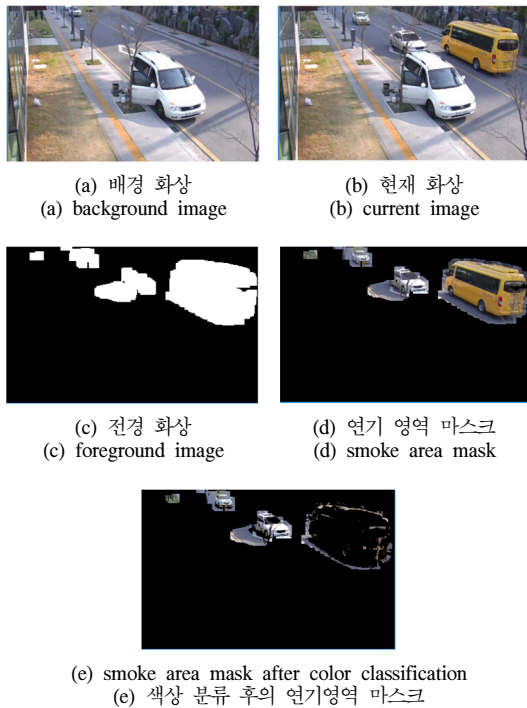 (a) 배경 화상
(a) background image
(b) 현재 화상
(b) current image
(c) 전경 화상
(c) foreground image
(d) 연기 영역 마스크
(d) smoke area mask
(e) smoke area mask after color classification
(e) 색상 분류 후의 연기영역 마스크